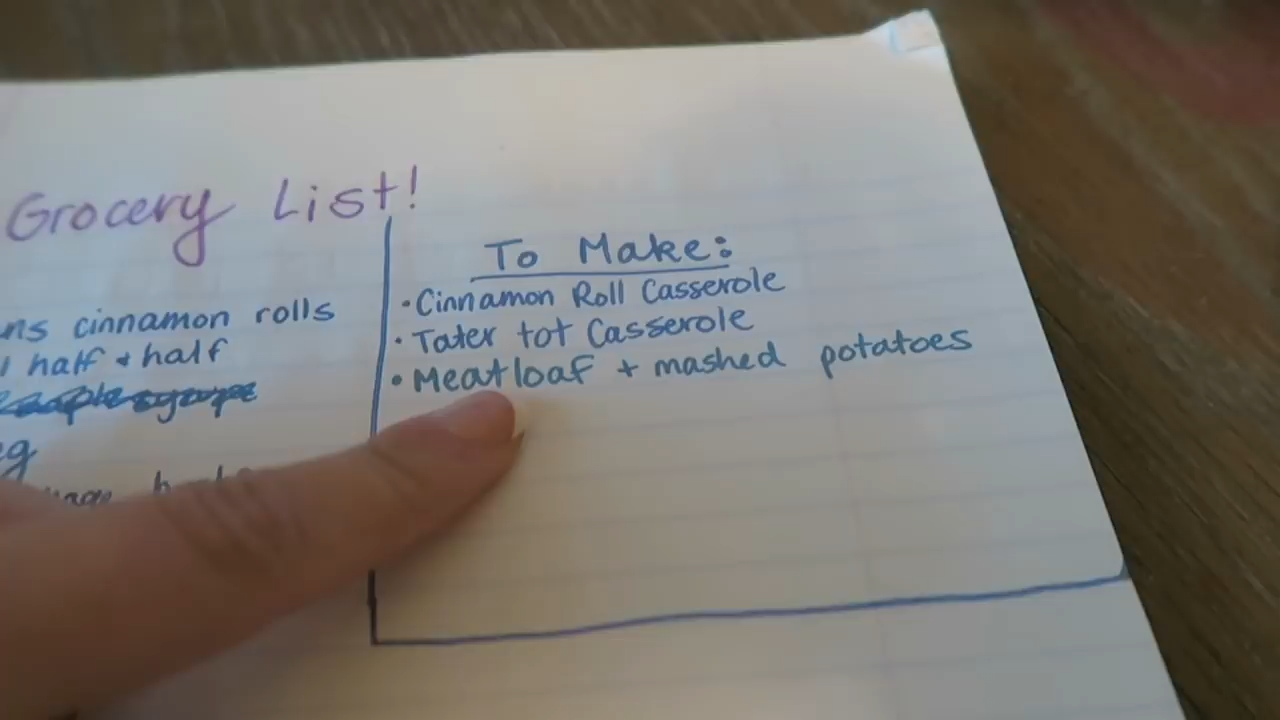 Grocery List!
cinnamon rolls
half + half
To Make:
• Cinnamon Roll Casserole
• Tater tot Casserole
• Meatloaf + mashed potatoes